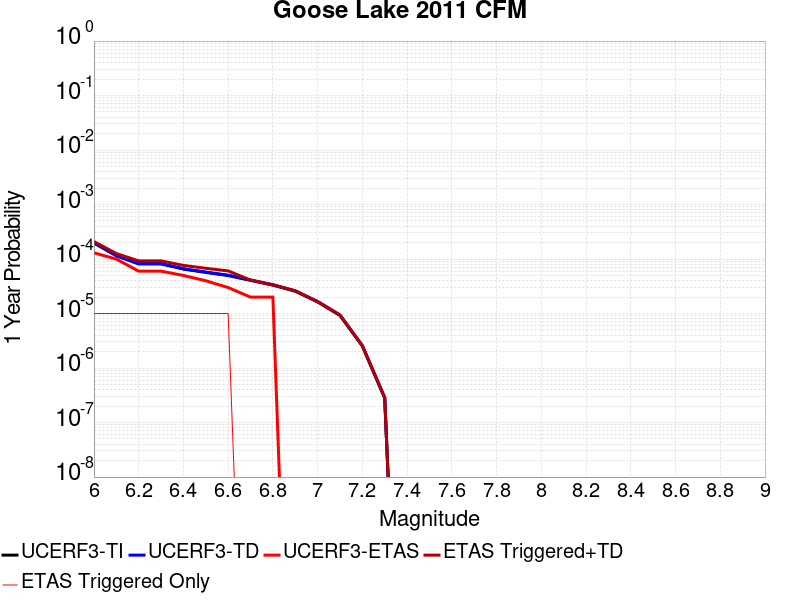 Goose Lake 2011 CFM
10^0
10^-1
10^-2
10^-3
10^-4
10^-5
10^-6
10^-7
10^-8
1 Year Probability
6 6.2 6.4 6.6 6.8 7 7.2 7.4 7.6 7.8 8 8.2 8.4 8.6 8.8 9
Magnitude
UCERF3-TI UCERF3-TD UCERF3-ETAS ETAS Triggered+TD
ETAS Triggered Only